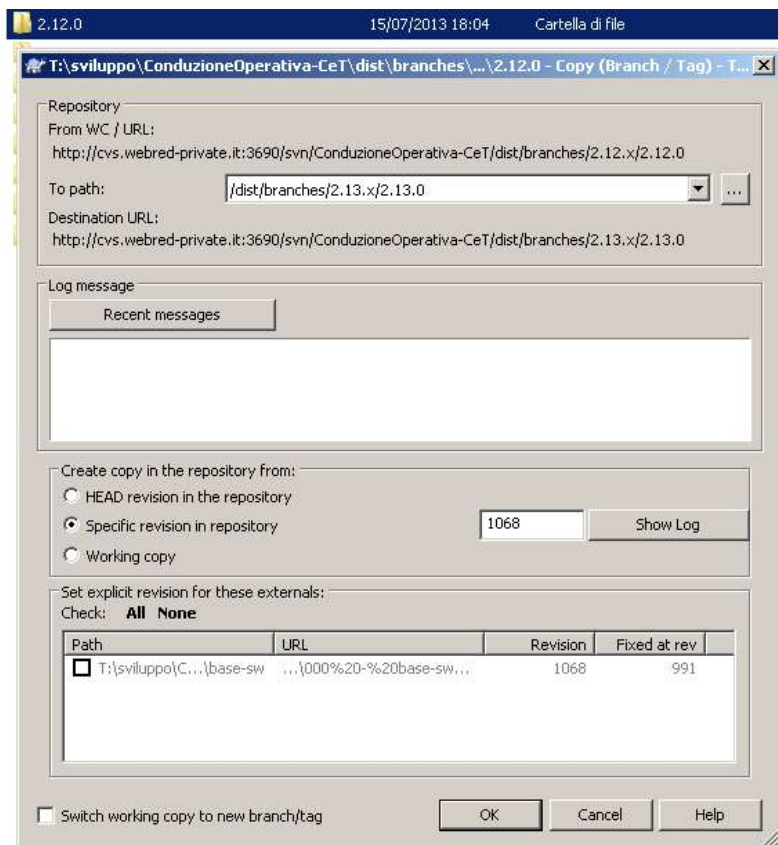 2.12.0 15/07/2013 18:04 Cartella di file
T:\sviluppo\ConduzioneOperativa-CeT\dist\branches\...\2.12.0 - Copy (Branch / Tag) - T...
Repository
From WC / URL:
http://cvs.webred-private.it:3690/svn/ConduzioneOperativa-CeT/dist/branches/2.12.x/2.12.0
To path: /dist/branches/2.13.x/2.13.0 ...
Destination URL:
http://cvs.webred-private.it:3690/svn/ConduzioneOperativa-CeT/dist/branches/2.13.x/2.13.0
Log message
Recent messages
Create copy in the repository from:
HEAD revision in the repository
Specific revision in repository 1068 Show Log
Working copy
Set explicit revision for these externals:
Check: All None
Path URL Revision Fixed at rev
T:\sviluppo\C...\base-sw ...\000%20-%20base-sw... 1068 991
Switch working copy to new branch/tag OK Cancel Help